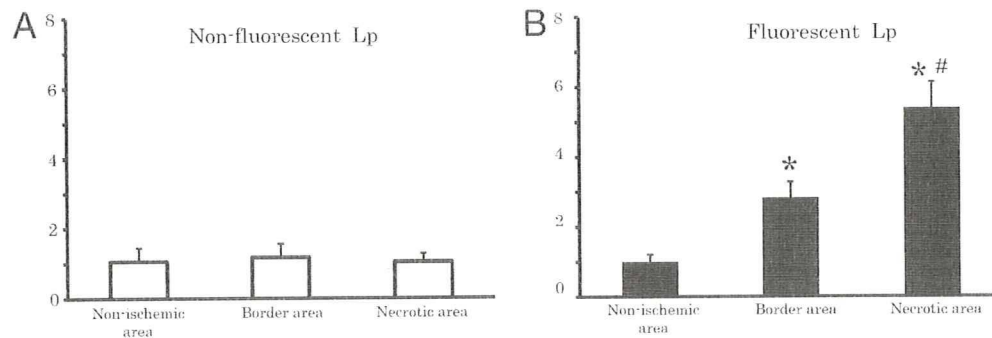 A
Non-fluorescent Lp
8
6
4
2
0
Non-ischemic
area
Border area
Necrotic area
B
Fluorescent Lp
8
6
4
2
0
*
* #
Non-ischemic
area
Border area
Necrotic area